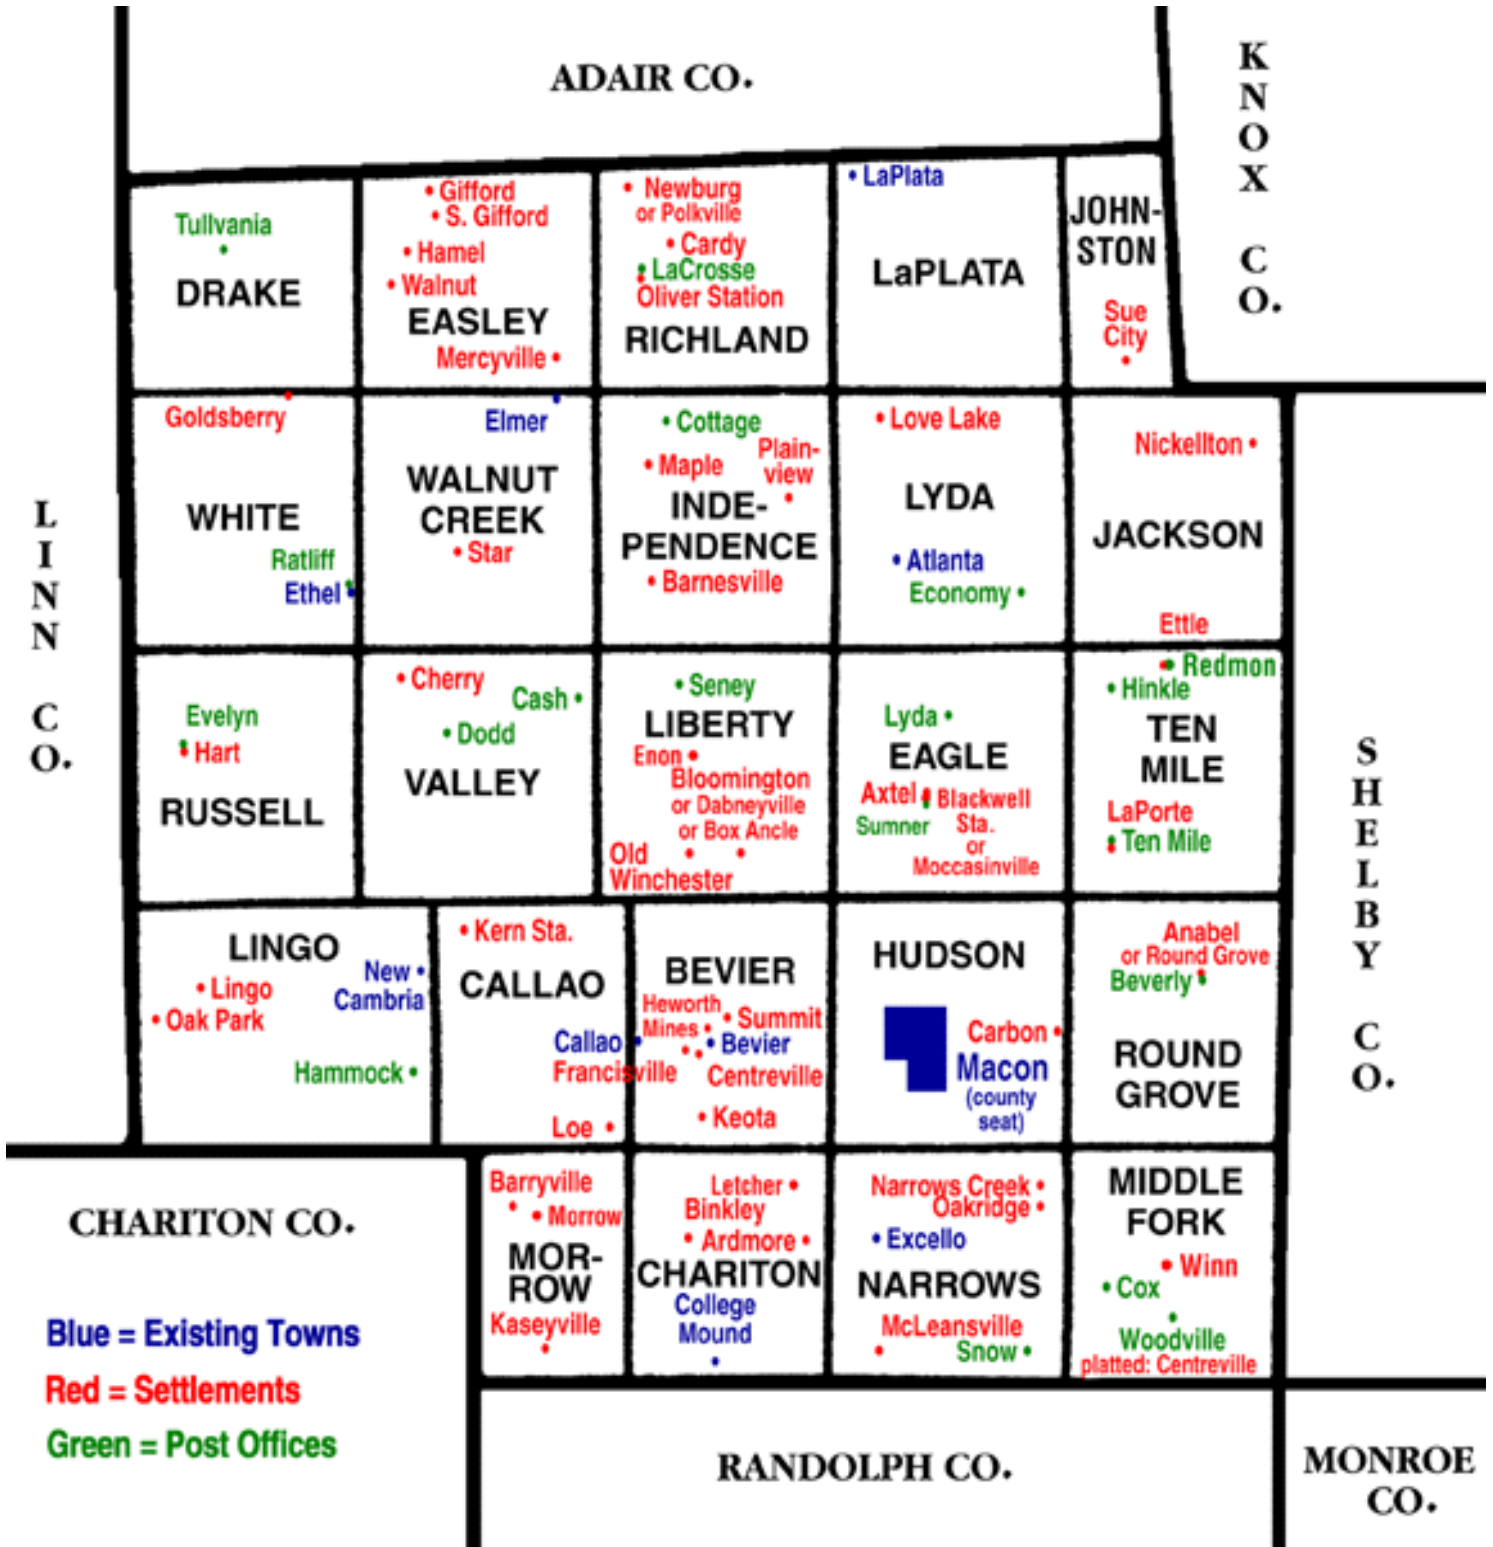 ADAIR CO.
KNOX CO.
LINN CO.
SHELBY CO.
Tullvania
DRAKE
Gifford
S. Gifford
Hamel
Walnut
EASLEY
Mercyville
Newburg
or Polkville
Cardy
LaCrosse
Oliver Station
RICHLAND
LaPlata
LaPLATA
JOHN-
STON
Sue
City
Goldsberry
WHITE
Ratliff
Ethel
Elmer
WALNUT
CREEK
Star
Cottage
Plain-
view
Maple
INDE-
PENDENCE
Barnesville
Love Lake
LYDA
Atlanta
Economy
Nickellton
JACKSON
Ettle
Evelyn
Hart
RUSSELL
Cherry
Cash
Dodd
VALLEY
Seney
LIBERTY
Enon
Bloomington
or Dabneyville
or Box Ancle
Old
Winchester
Lyda
EAGLE
Axtel
Blackwell
Sta.
or
Moccasinville
Sumner
Redmon
Hinkle
TEN
MILE
LaPorte
Ten Mile
LINGO
New
Cambria
Lingo
Oak Park
Hammock
Kern Sta.
CALLAO
Callao
Francisville
Loe
BEVIER
Heworth
Mines
Summit
Bevier
Centreville
Keota
HUDSON
Carbon
Macon
(county
seat)
Anabel
or Round Grove
Beverly
ROUND
GROVE
Barryville
Morrow
MOR-
ROW
Kaseyville
Letcher
Binkley
Ardmore
CHARITON
College
Mound
Narrows Creek
Oakridge
Excello
NARROWS
McLeansville
Snow
MIDDLE
FORK
Winn
Cox
Woodville
platted: Centreville
CHARITON CO.
Blue = Existing Towns
Red = Settlements
Green = Post Offices
RANDOLPH CO.
MONROE
CO.